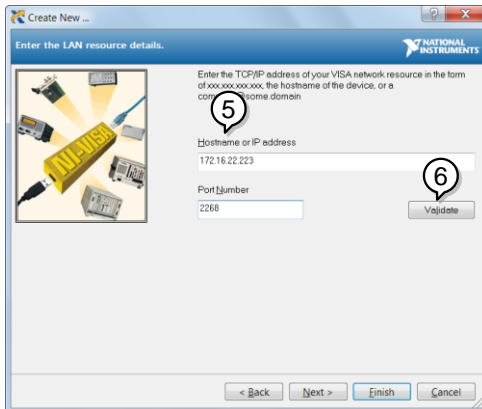 Create New ...
Enter the LAN resource details.
NATIONAL
INSTRUMENTS
Enter the TCP/IP address of your VISA network resource in the form
of xxx.xxx.xxx.xxx, the hostname of the device, or a
some.domain
5
Hostname or IP address
172.16.22.223
6
Port Number
2268
Validate
NI-VISA
< Back
Next >
Finish
Cancel